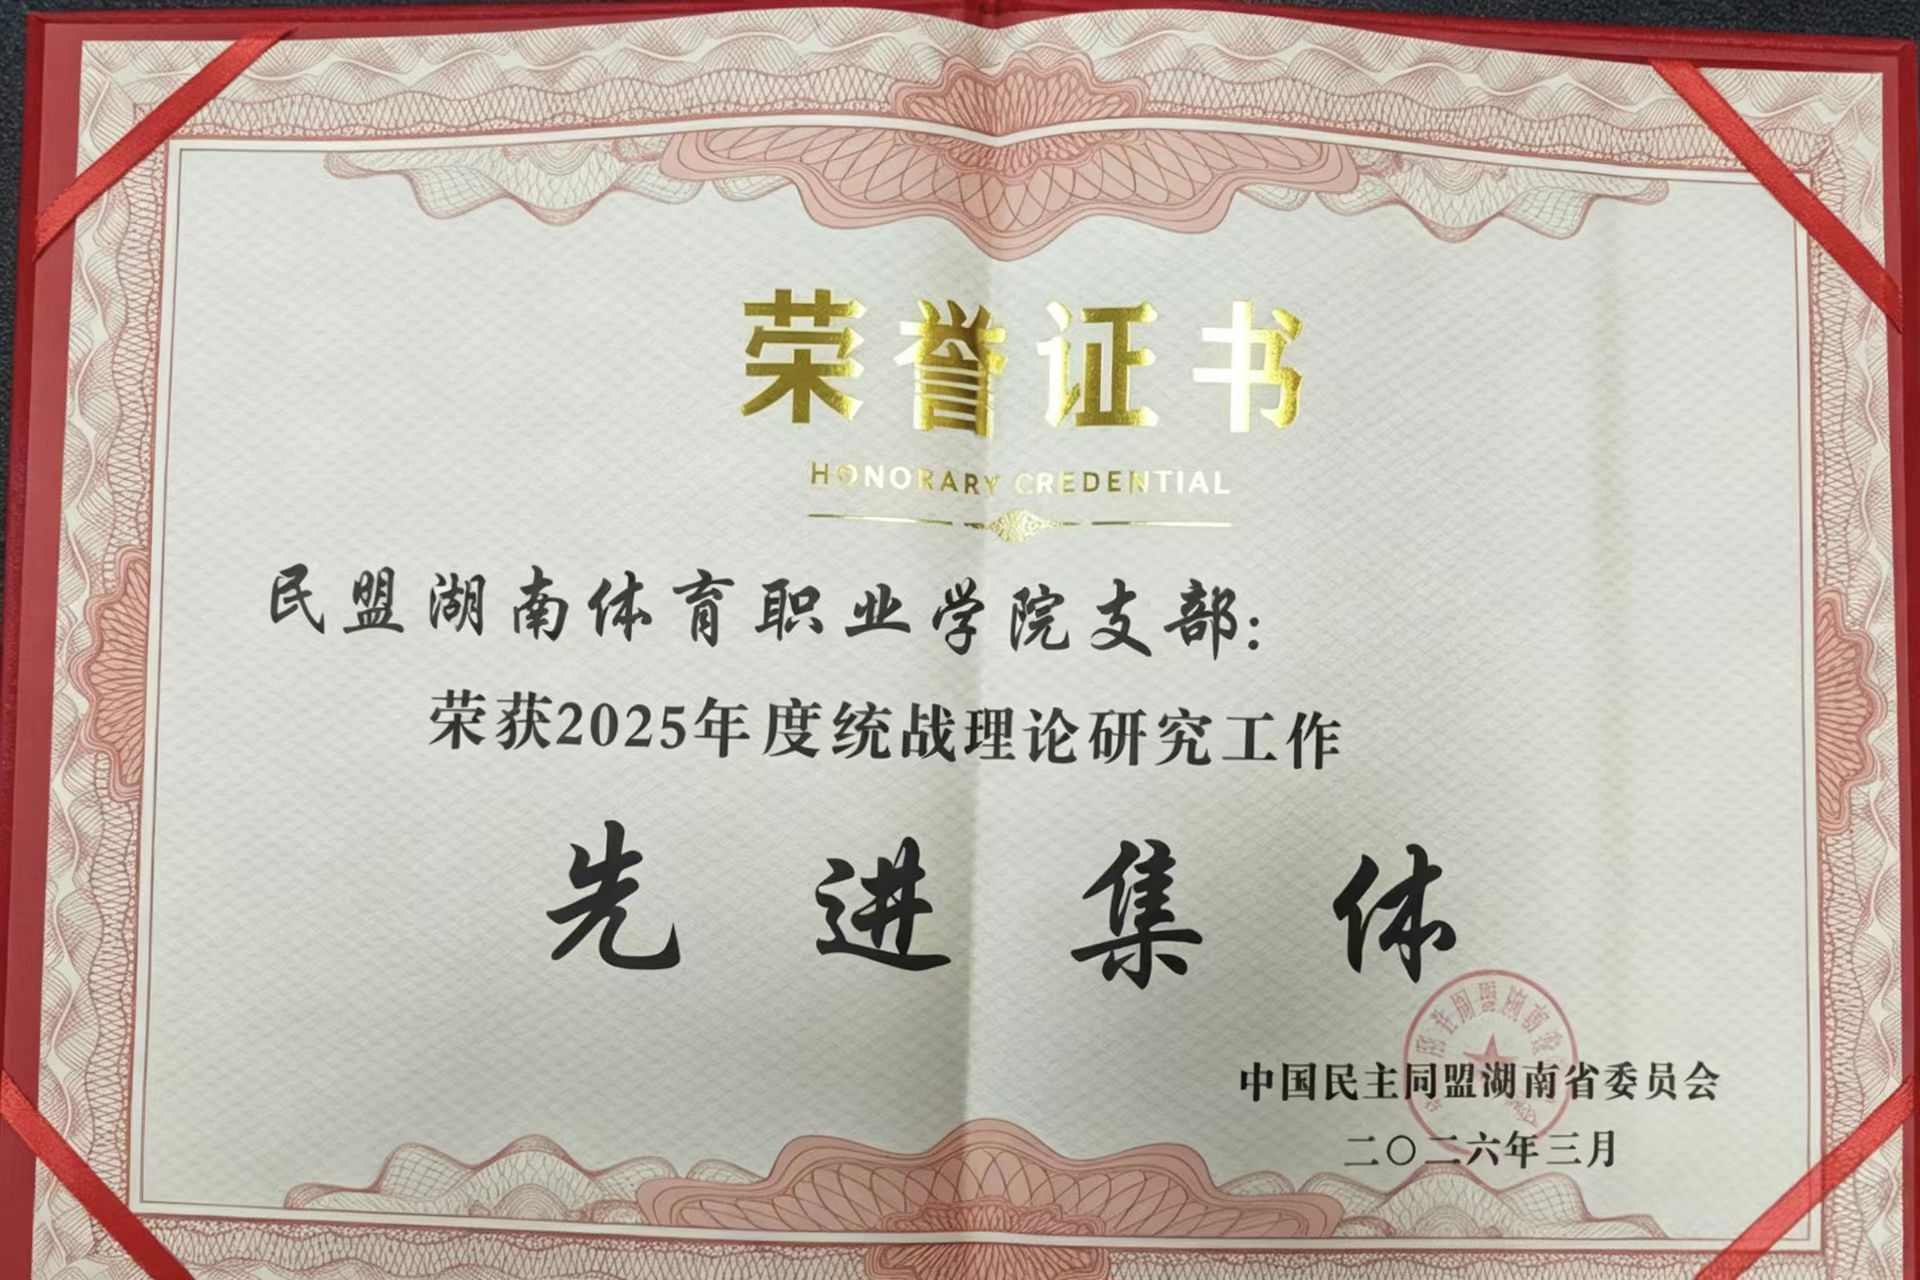 荣誉证书
HONORARY CREDENTIAL
民盟湖南体育职业学院支部:
荣获2025年度统战理论研究工作
先进集体
中国民主同盟湖南省委员会
二〇二六年三月